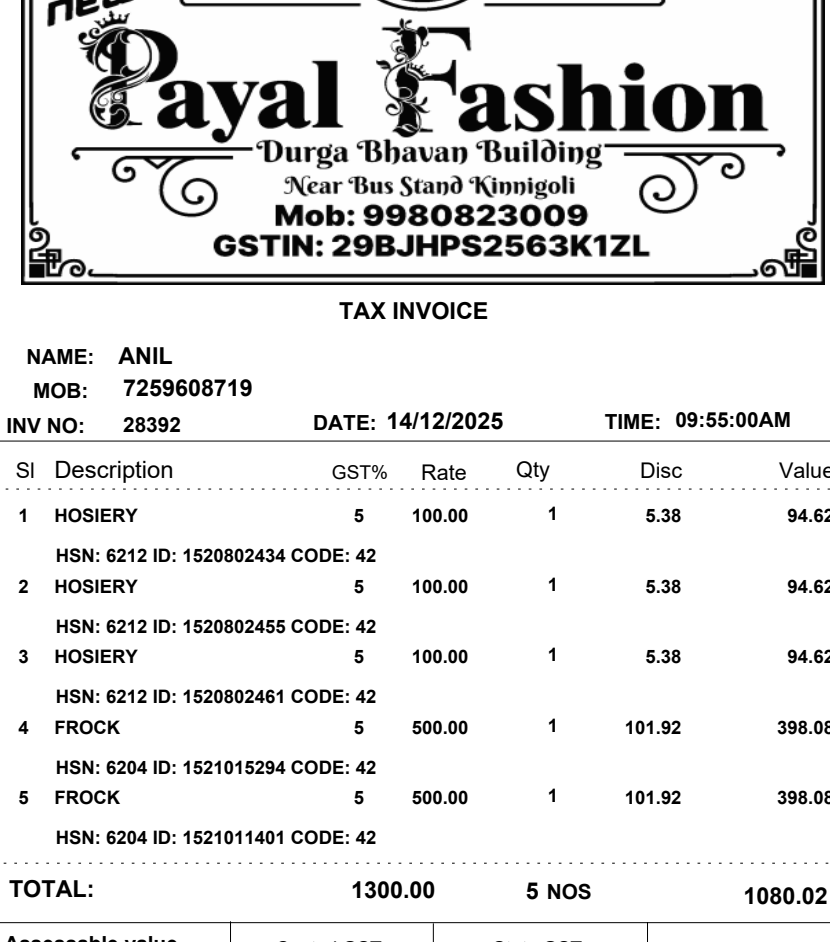 new
Payal Fashion
Durga Bhavan Building
Near Bus Stand Kinnigoli
Mob: 9980823009
GSTIN: 29BJHPS2563K1ZL
TAX INVOICE
NAME: ANIL
MOB: 7259608719
INV NO: 28392 DATE: 14/12/2025 TIME: 09:55:00AM
Sl Description GST% Rate Qty Disc Value
1 HOSIERY 5 100.00 1 5.38 94.62
HSN: 6212 ID: 1520802434 CODE: 42
2 HOSIERY 5 100.00 1 5.38 94.62
HSN: 6212 ID: 1520802455 CODE: 42
3 HOSIERY 5 100.00 1 5.38 94.62
HSN: 6212 ID: 1520802461 CODE: 42
4 FROCK 5 500.00 1 101.92 398.08
HSN: 6204 ID: 1521015294 CODE: 42
5 FROCK 5 500.00 1 101.92 398.08
HSN: 6204 ID: 1521011401 CODE: 42
TOTAL: 1300.00 5 NOS 1080.02